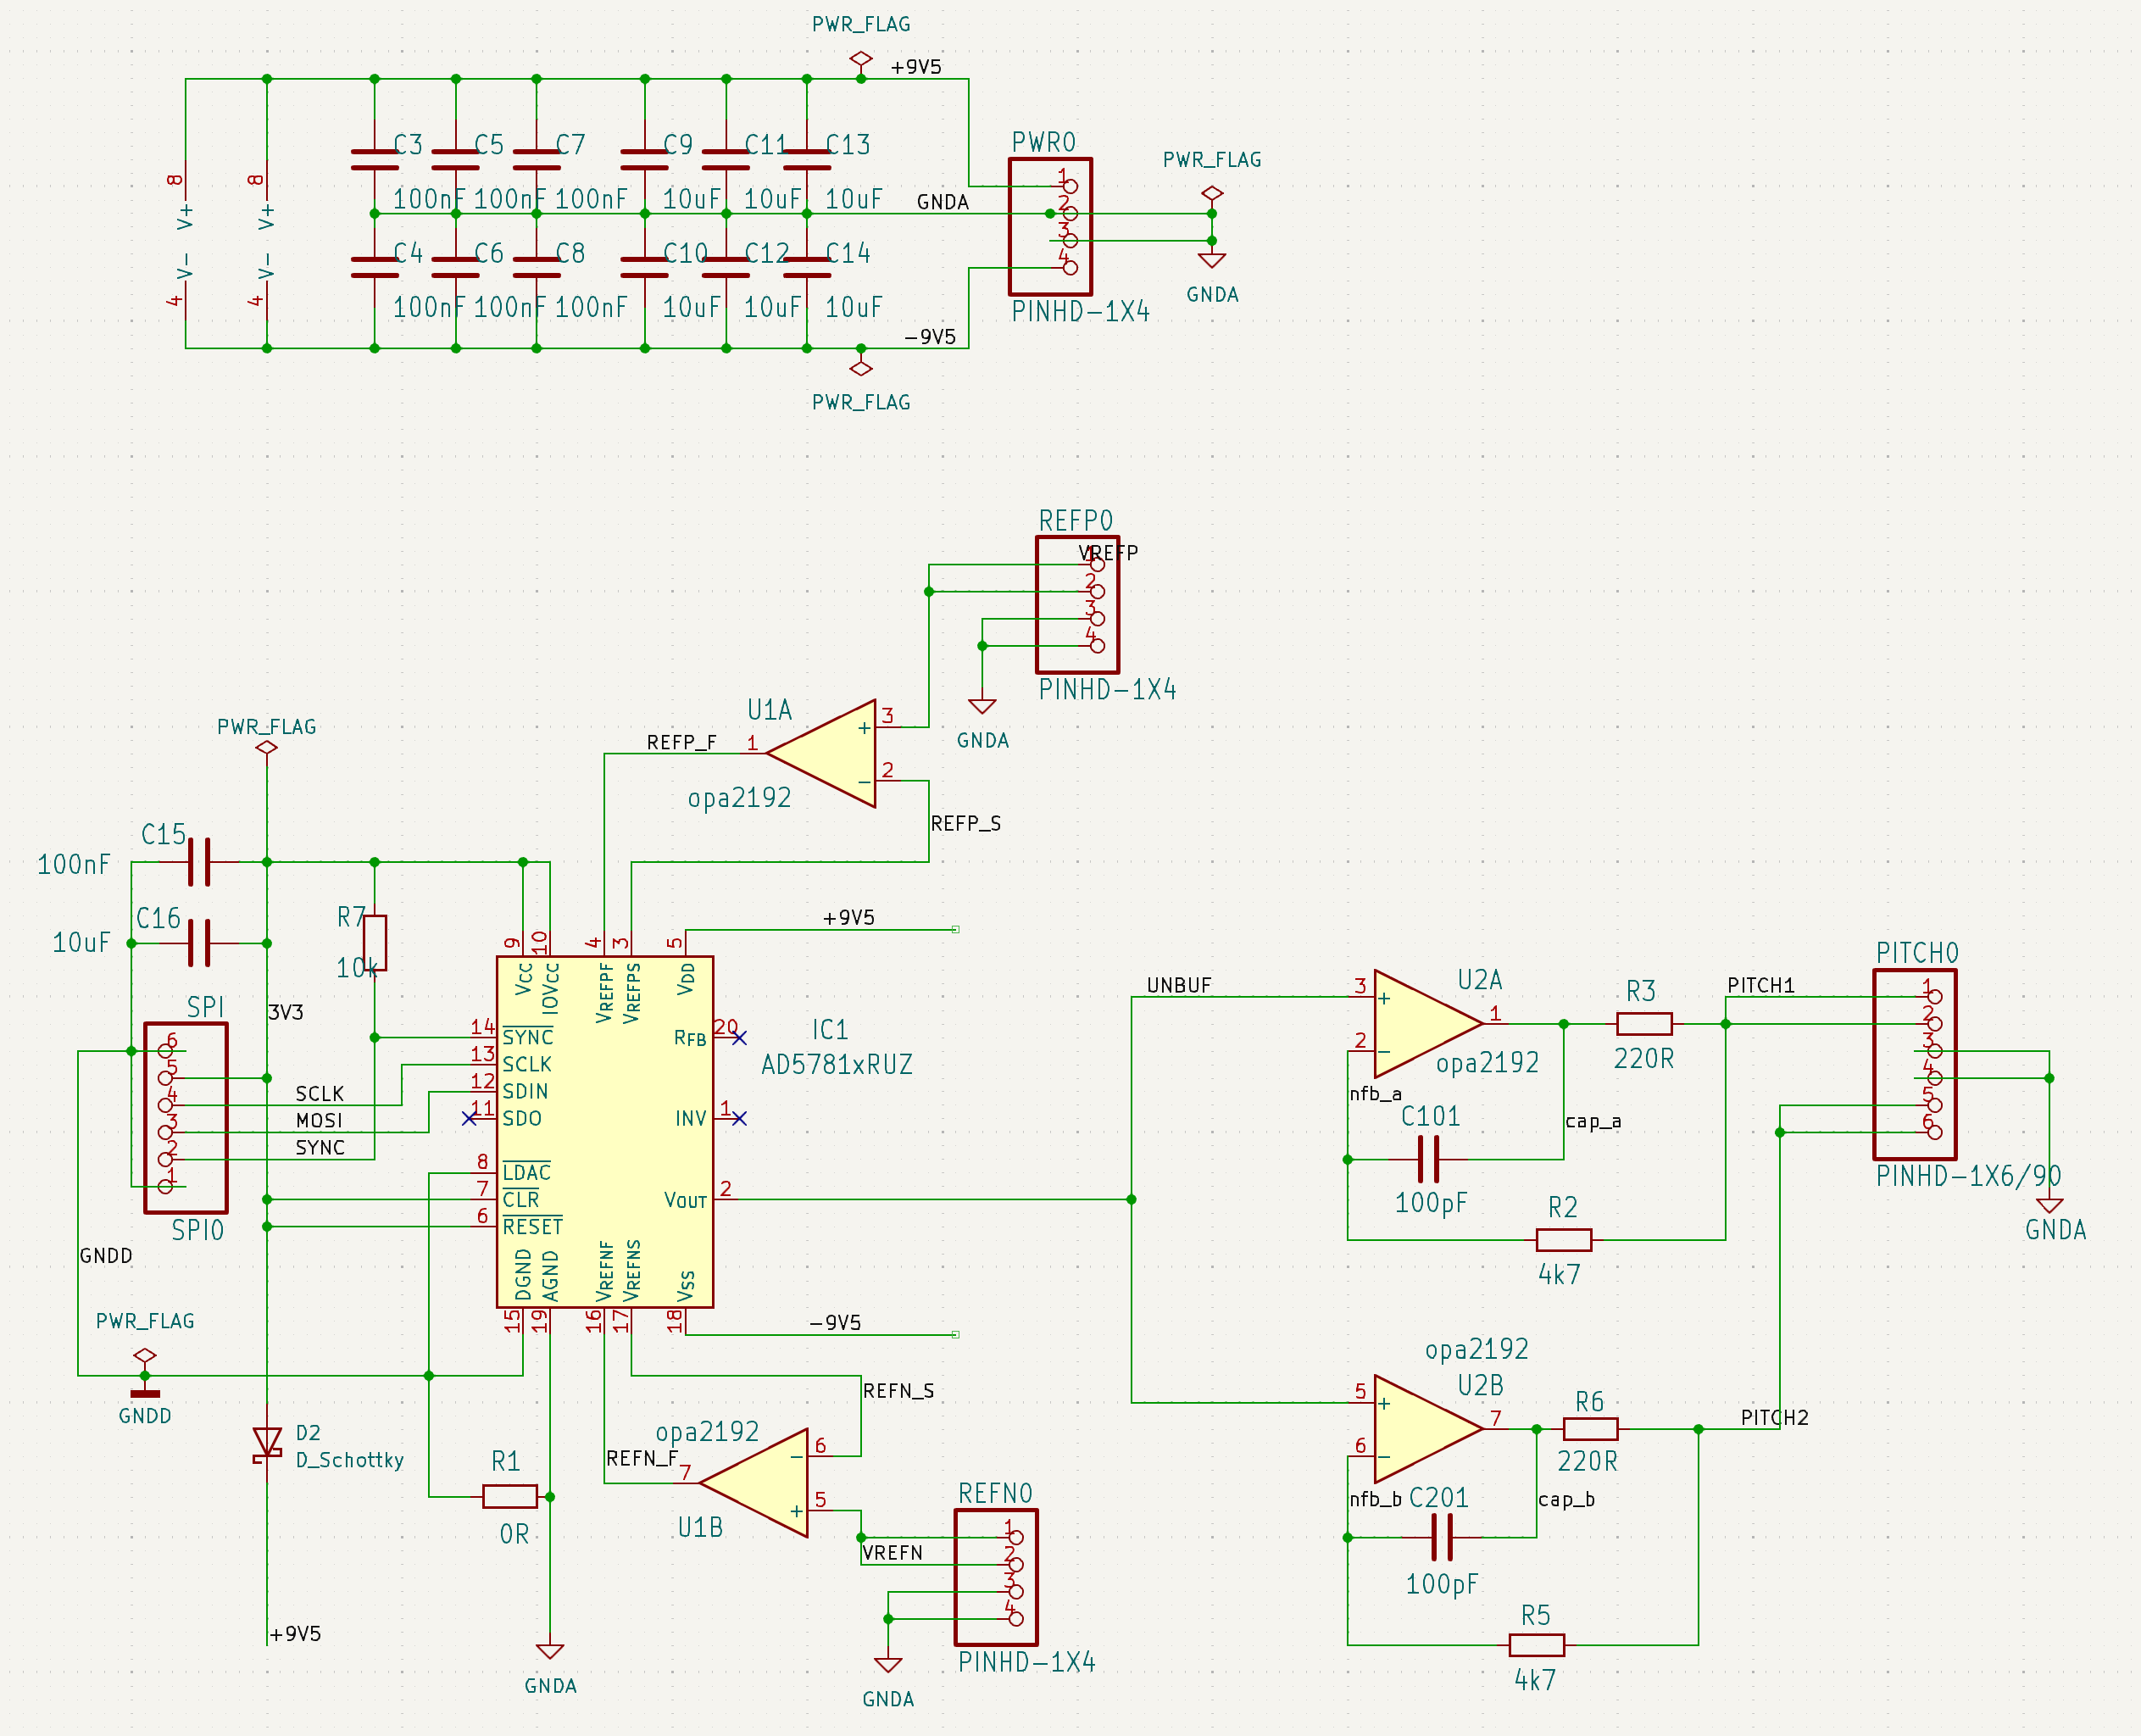 PWR_FLAG
+9V5
C3
C5
C7
C9
C11
C13
PWR0
PWR_FLAG
8
V+
8
V+
100nF
100nF
100nF
10uF
10uF
10uF
GNDA
1
2
3
4
V-
4
V-
4
C4
C6
C8
C10
C12
C14
GNDA
100nF
100nF
100nF
10uF
10uF
10uF
PINHD-1X4
-9V5
PWR_FLAG
REFP0
VREFP
1
2
3
4
PINHD-1X4
GNDA
U1A
3
+
REFP_F
1
2
-
opa2192
REFP_S
PWR_FLAG
C15
100nF
C16
10uF
R7
10k
3V3
+9V5
9
10
4
3
5
VCC
IOVCC
VREFPF
VREFPS
VDD
IC1
AD5781xRUZ
SPI
6
5
4
3
2
1
SPI0
SCLK
MOSI
SYNC
14
SYNC
13
SCLK
12
SDIN
11
SDO
8
LDAC
7
CLR
6
RESET
20
RFB
1
INV
2
VOUT
DGND
AGND
VREFNF
VREFNS
VSS
15
19
16
17
18
-9V5
GNDD
PWR_FLAG
GNDD
D2
D_Schottky
+9V5
R1
0R
GNDA
REFN_S
opa2192
REFN_F
7
6
-
5
+
U1B
REFN0
VREFN
1
2
3
4
PINHD-1X4
GNDA
UNBUF
3
+
2
-
U2A
1
opa2192
R3
220R
PITCH1
nfb_a
C101
100pF
cap_a
R2
4k7
PITCH0
1
2
3
4
5
6
PINHD-1X6/90
GNDA
opa2192
U2B
5
+
6
-
7
R6
220R
PITCH2
nfb_b
C201
100pF
cap_b
R5
4k7